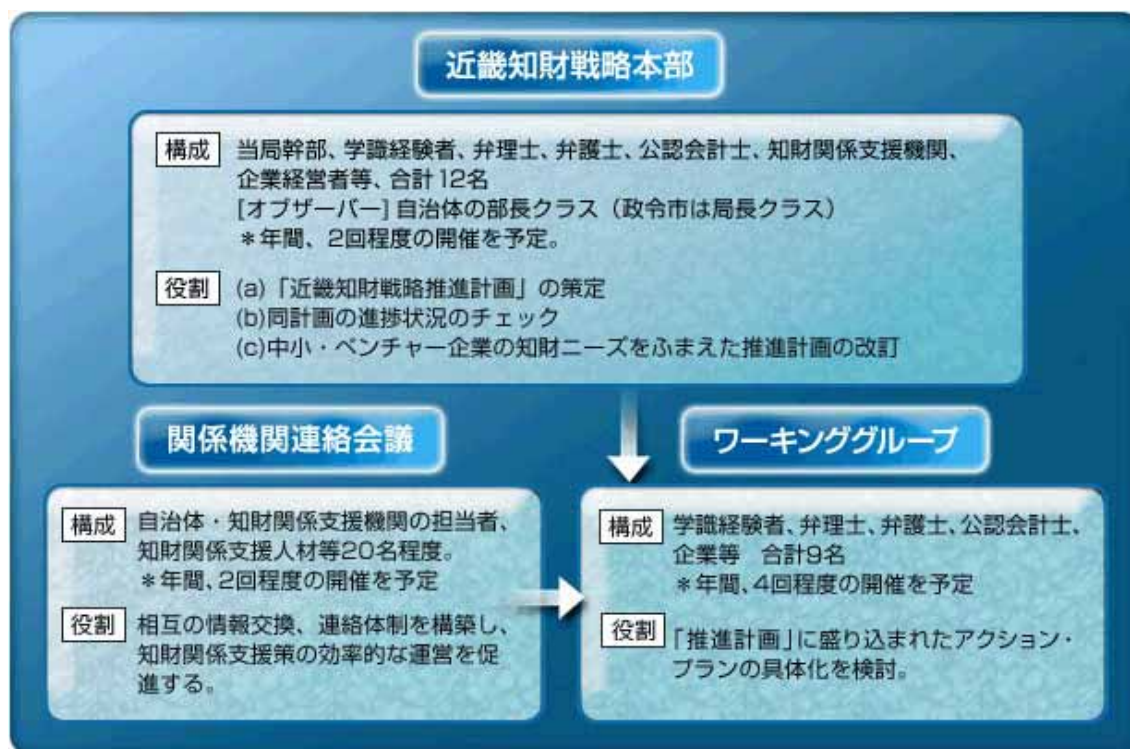 近畿知財戦略本部
構成 当局幹部、学識経験者、弁理士、弁護士、公認会計士、知財関係支援機関、
企業経営者等、合計12名
[オブザーバー] 自治体の部長クラス（政令市は局長クラス）
＊年間、2回程度の開催を予定。
役割 (a)「近畿知財戦略推進計画」の策定
(b)同計画の進捗状況のチェック
(c)中小・ベンチャー企業の知財ニーズをふまえた推進計画の改訂
関係機関連絡会議
構成 自治体・知財関係支援機関の担当者、
知財関係支援人材等20名程度。
＊年間、2回程度の開催を予定
役割 相互の情報交換、連絡体制を構築し、
知財関係支援策の効率的な運営を促
進する。
ワーキンググループ
構成 学識経験者、弁理士、弁護士、公認会計士、
企業等　合計9名
＊年間、4回程度の開催を予定
役割 「推進計画」に盛り込まれたアクション・
プランの具体化を検討。